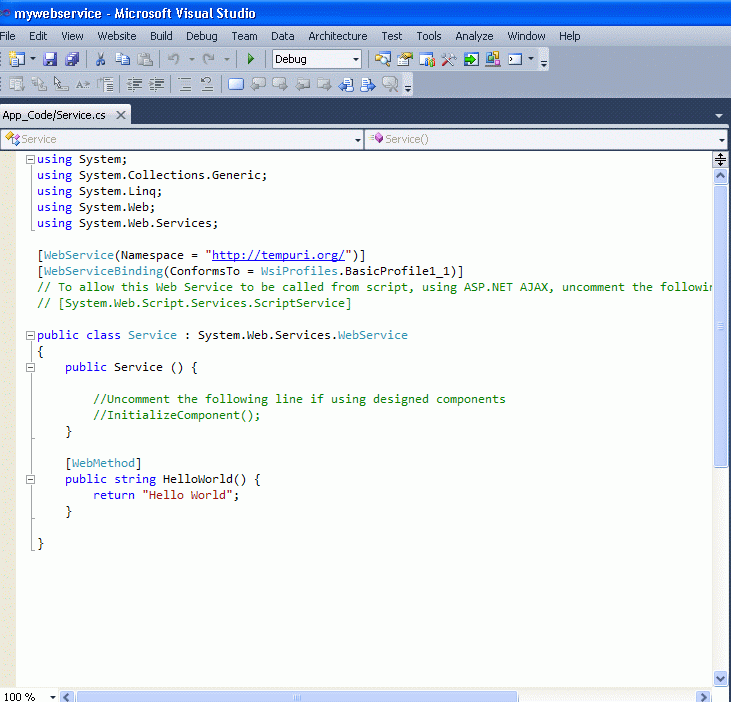 mywebservice - Microsoft Visual Studio
File Edit View Website Build Debug Team Data Architecture Test Tools Analyze Window Help
Debug
App_Code/Service.cs
Service Service()
using System;
using System.Collections.Generic;
using System.Linq;
using System.Web;
using System.Web.Services;
[WebService(Namespace = "http://tempuri.org/")]
[WebServiceBinding(ConformsTo = WsiProfiles.BasicProfile1_1)]
// To allow this Web Service to be called from script, using ASP.NET AJAX, uncomment the followin
// [System.Web.Script.Services.ScriptService]
public class Service : System.Web.Services.WebService
{
public Service () {
//Uncomment the following line if using designed components
//InitializeComponent();
}
[WebMethod]
public string HelloWorld() {
return "Hello World";
}
}
100 %